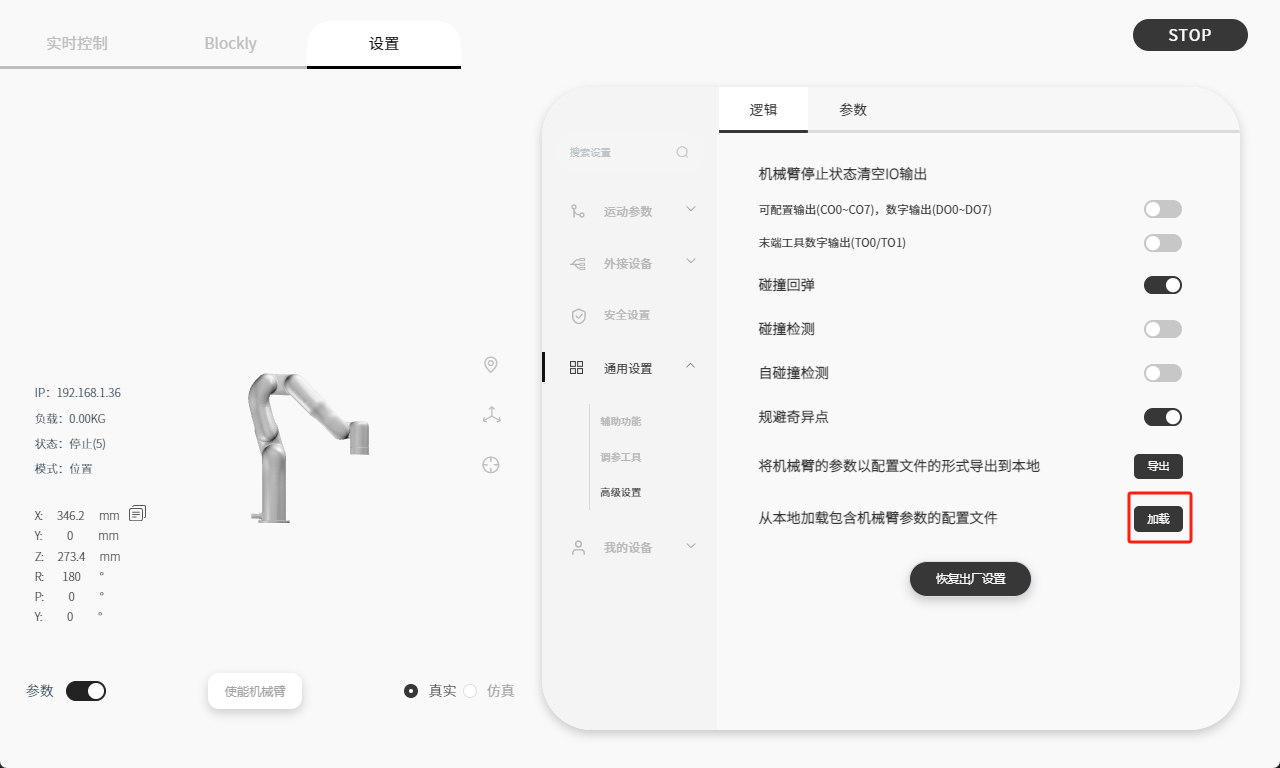 实时控制
Blockly
设置
STOP
逻辑
参数
搜索设置
运动参数
外接设备
安全设置
通用设置
辅助功能
调参工具
高级设置
我的设备
机械臂停止状态清空IO输出
可配置输出(CO0~CO7)，数字输出(DO0~DO7)
末端工具数字输出(TO0/TO1)
碰撞回弹
碰撞检测
自碰撞检测
规避奇异点
将机械臂的参数以配置文件的形式导出到本地
导出
从本地加载包含机械臂参数的配置文件
加载
恢复出厂设置
IP：192.168.1.36
负载：0.00KG
状态：停止(5)
模式：位置
X: 346.2 mm
Y: 0 mm
Z: 273.4 mm
R: 180 °
P: 0 °
Y: 0 °
参数
使能机械臂
真实
仿真